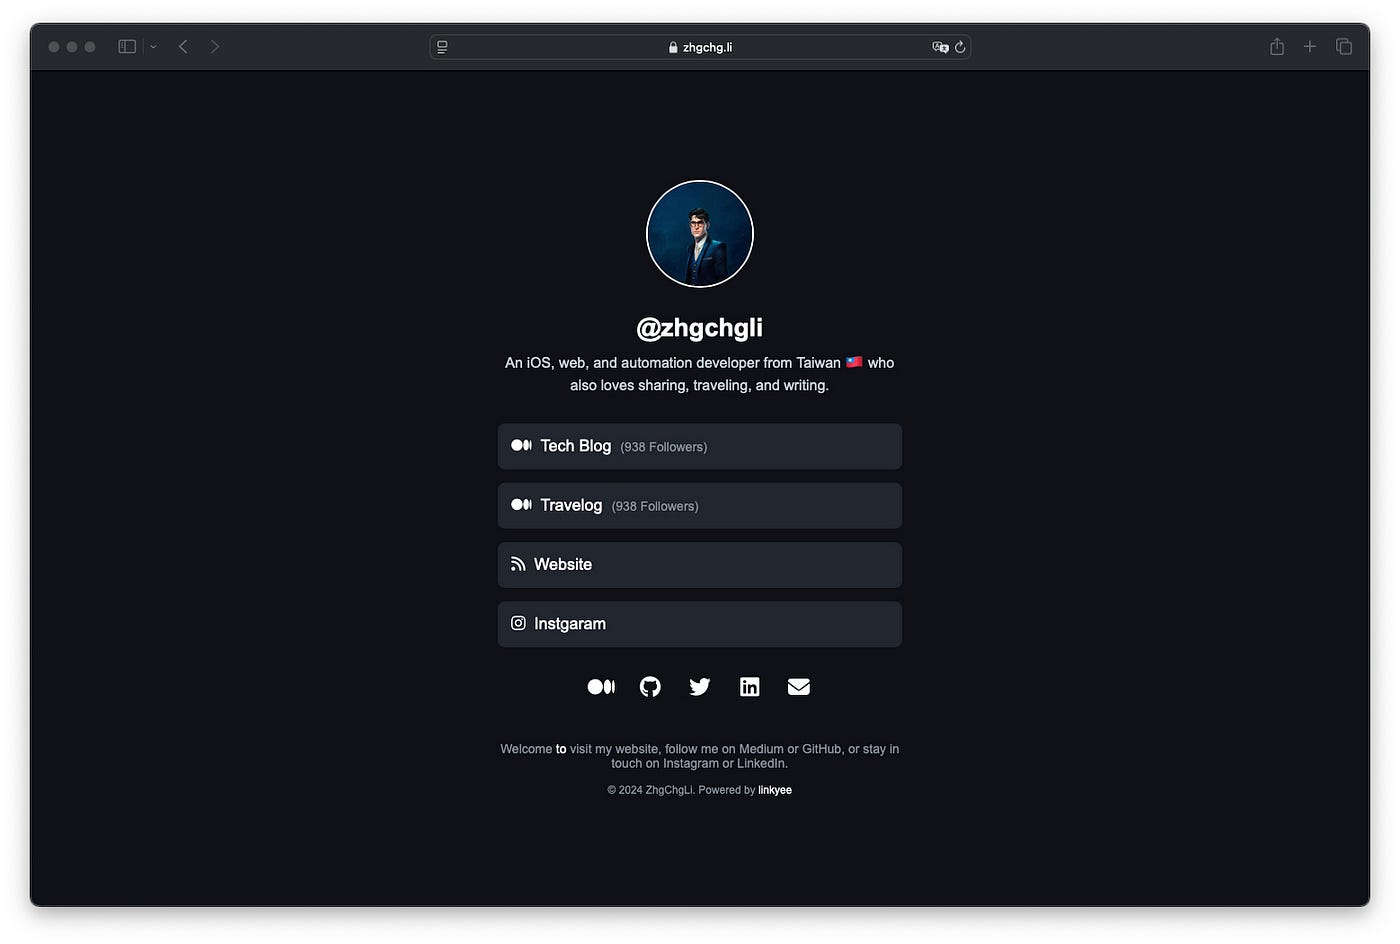 zhgchg.li
@zhgchgli
An iOS, web, and automation developer from Taiwan 🇹🇼 who
also loves sharing, traveling, and writing.
Tech Blog (938 Followers)
Travelog (938 Followers)
Website
Instgaram
Welcome to visit my website, follow me on Medium or GitHub, or stay in
touch on Instagram or LinkedIn.
© 2024 ZhgChgLi. Powered by linkyee